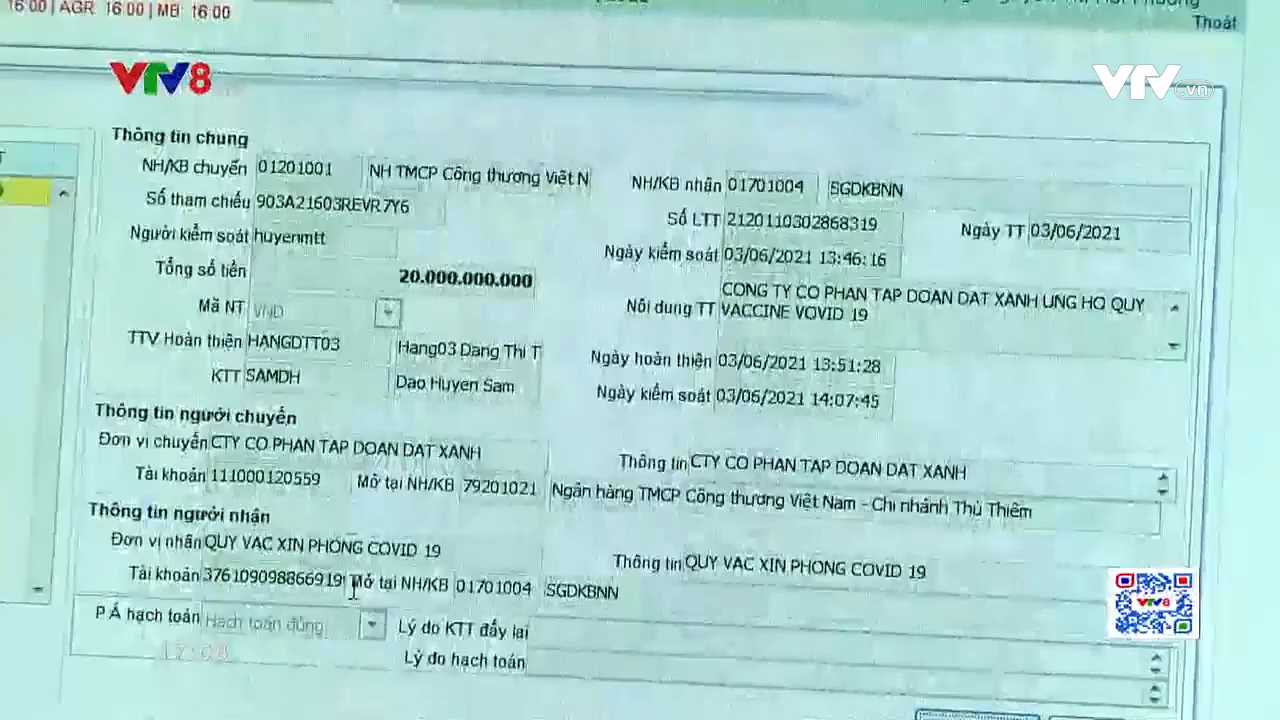 16:00 | AGR: 16:00 | MB: 16:00
Thoát
VTV8
VTV.vn
Thông tin chung
NH/KB chuyển 01201001 NH TMCP Công thương Việt N
NH/KB nhận 01701004 SGDKBNN
Số tham chiếu 903A21603REVR7Y6
Số LTT 2120110302868319 Ngày TT 03/06/2021
Người kiểm soát huyenmtt
Ngày kiểm soát 03/06/2021 13:46:16
Tổng số tiền 20.000.000.000
Mã NT VND
Nội dung TT CONG TY CO PHAN TAP DOAN DAT XANH UNG HO QUY
VACCINE VOVID 19
TTV Hoàn thiện HANGDTT03 Hang03 Dang Thi T
Ngày hoàn thiện 03/06/2021 13:51:28
KTT SAMDH Dao Huyen Sam
Ngày kiểm soát 03/06/2021 14:07:45
Thông tin người chuyển
Đơn vị chuyển CTY CO PHAN TAP DOAN DAT XANH
Thông tin CTY CO PHAN TAP DOAN DAT XANH
Tài khoản 111000120559 Mở tại NH/KB 79201021 Ngân hàng TMCP Công thương Việt Nam - Chi nhánh Thủ Thiêm
Thông tin người nhận
Đơn vị nhận QUY VAC XIN PHONG COVID 19
Thông tin QUY VAC XIN PHONG COVID 19
Tài khoản 3761090988669191 Mở tại NH/KB 01701004 SGDKBNN
P Á hạch toán Hạch toán đúng
Lý do KTT đẩy lại
Lý do hạch toán
17:08
VTV8